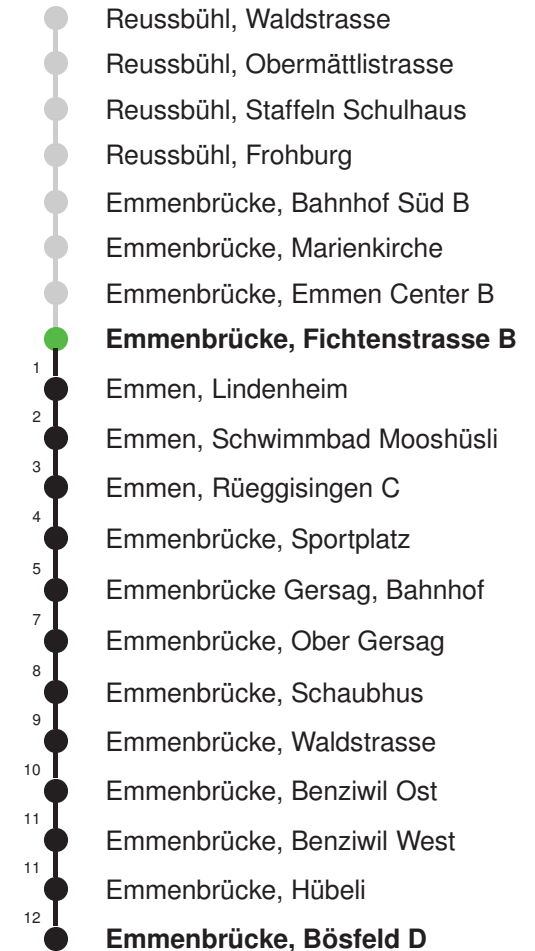 Reussbühl, Waldstrasse
Reussbühl, Obermättlistrasse
Reussbühl, Staffeln Schulhaus
Reussbühl, Frohburg
Emmenbrücke, Bahnhof Süd B
Emmenbrücke, Marienkirche
Emmenbrücke, Emmen Center B
Emmenbrücke, Fichtenstrasse B
1
Emmen, Lindenheim
2
Emmen, Schwimmbad Mooshüsli
3
Emmen, Rüeggisingen C
4
Emmenbrücke, Sportplatz
5
Emmenbrücke Gersag, Bahnhof
7
Emmenbrücke, Ober Gersag
8
Emmenbrücke, Schaubhus
9
Emmenbrücke, Waldstrasse
10
Emmenbrücke, Benziwil Ost
11
Emmenbrücke, Benziwil West
11
Emmenbrücke, Hübeli
12
Emmenbrücke, Bösfeld D